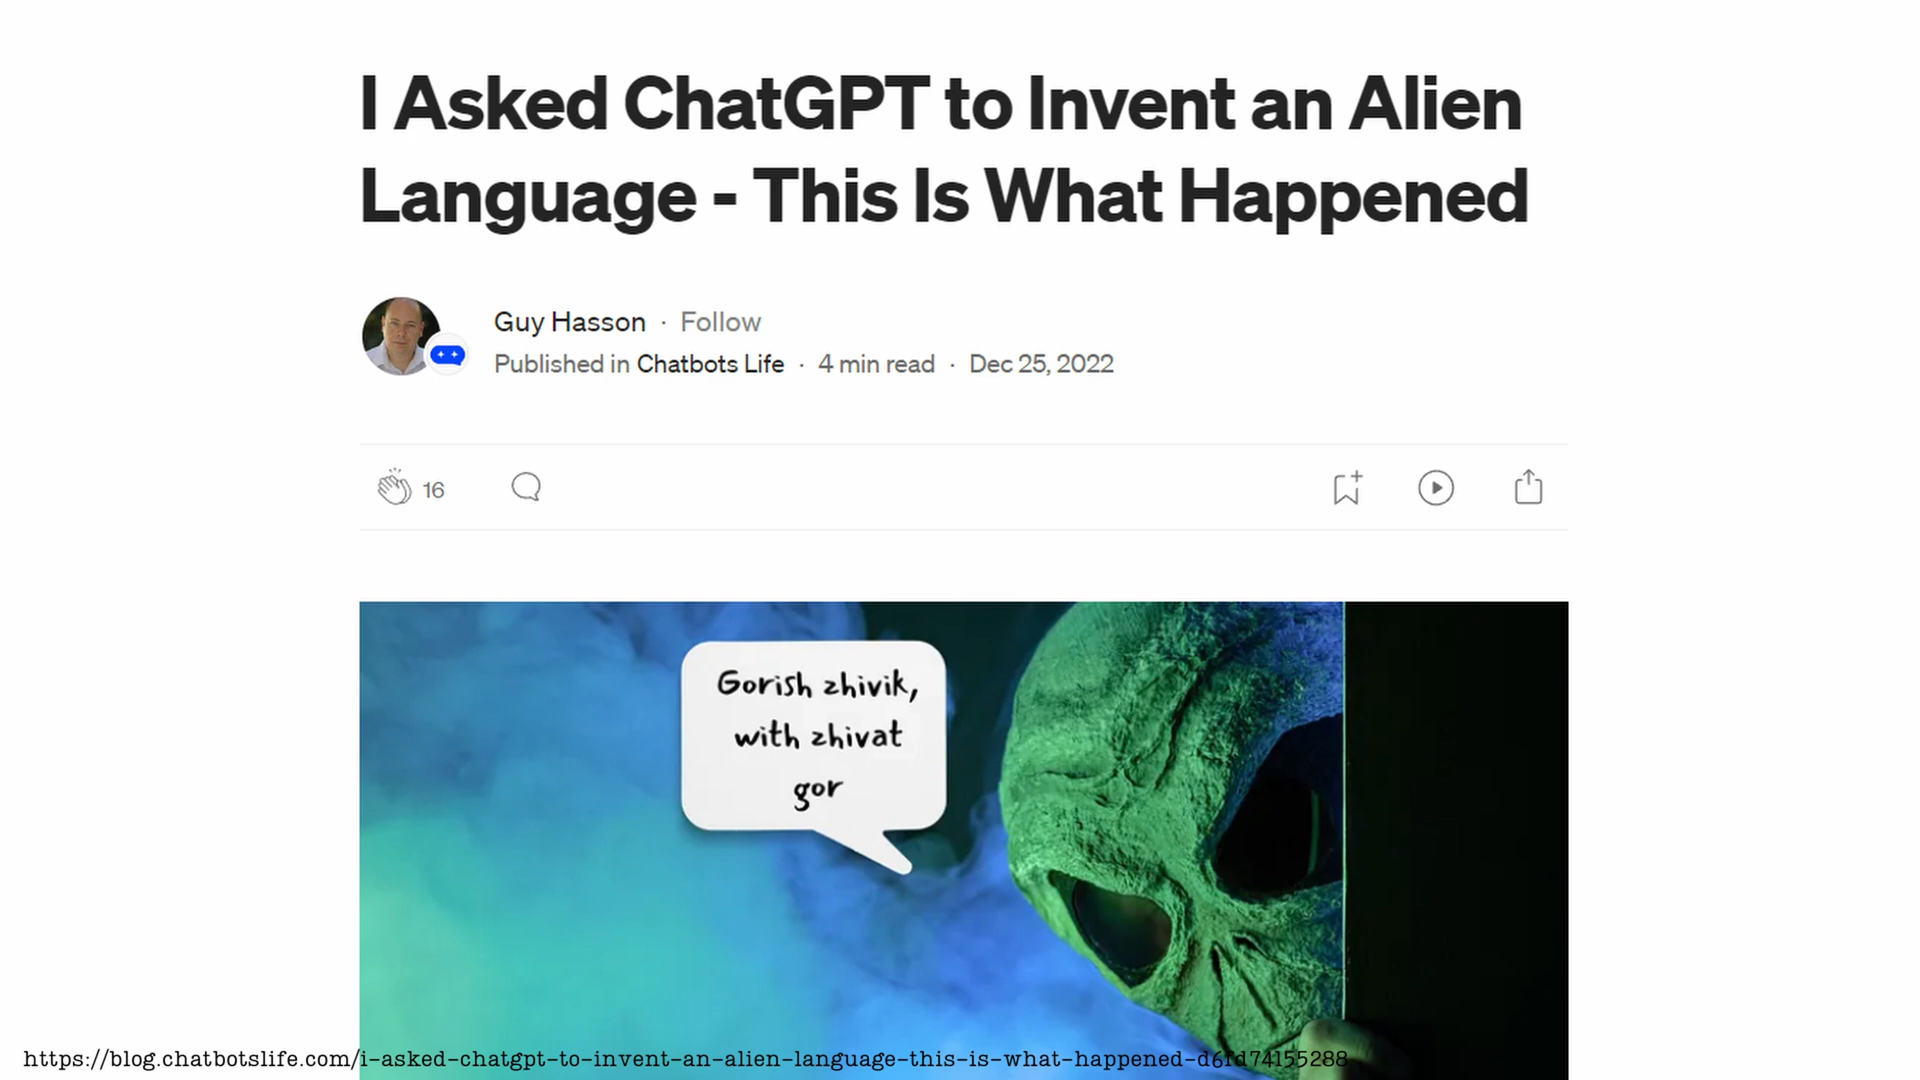 I Asked ChatGPT to Invent an Alien
Language - This Is What Happened
Guy Hasson · Follow
Published in Chatbots Life · 4 min read · Dec 25, 2022
16
Gorish zhivik,
with zhivat
gor
https://blog.chatbotslife.com/i-asked-chatgpt-to-invent-an-alien-language-this-is-what-happened-d6fd74155288